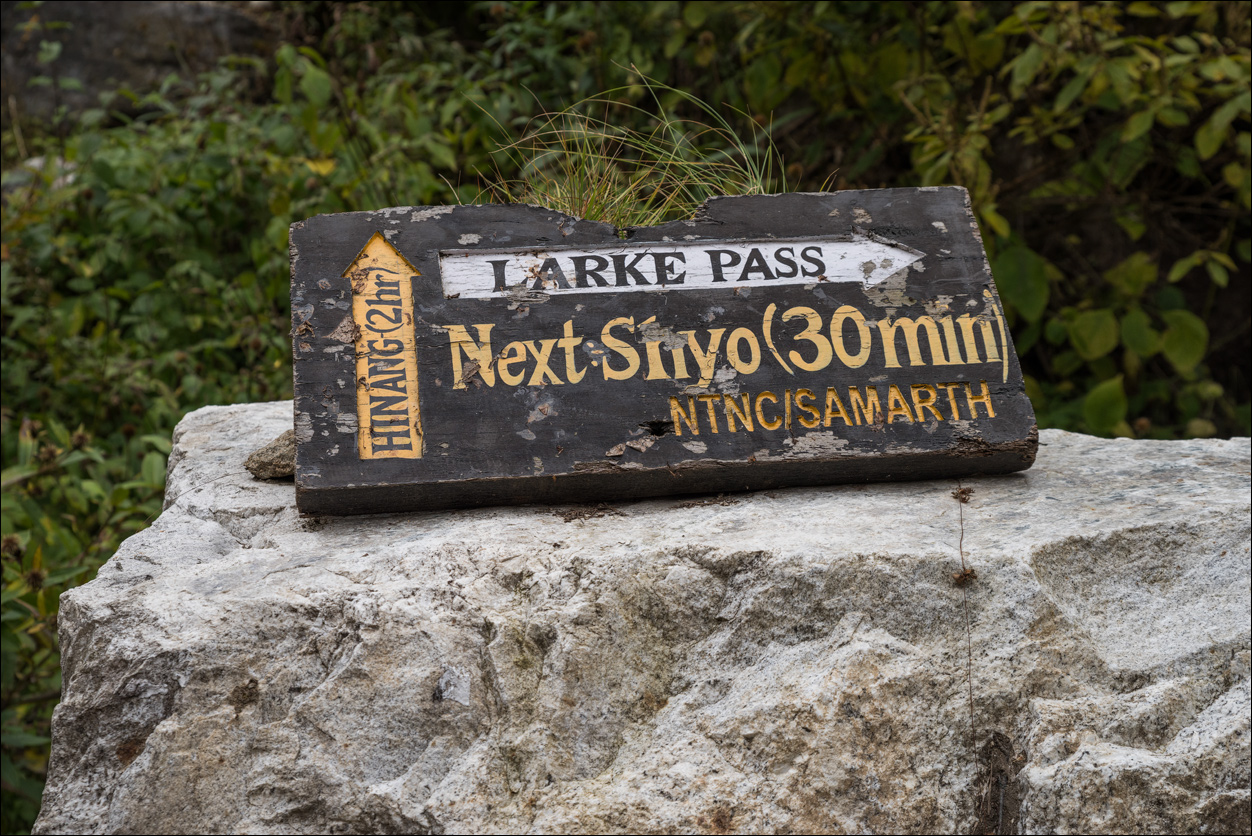 LARKE PASS
HINANG (2hr)
Next·Shyo (30 min)
NTNC/SAMARTH